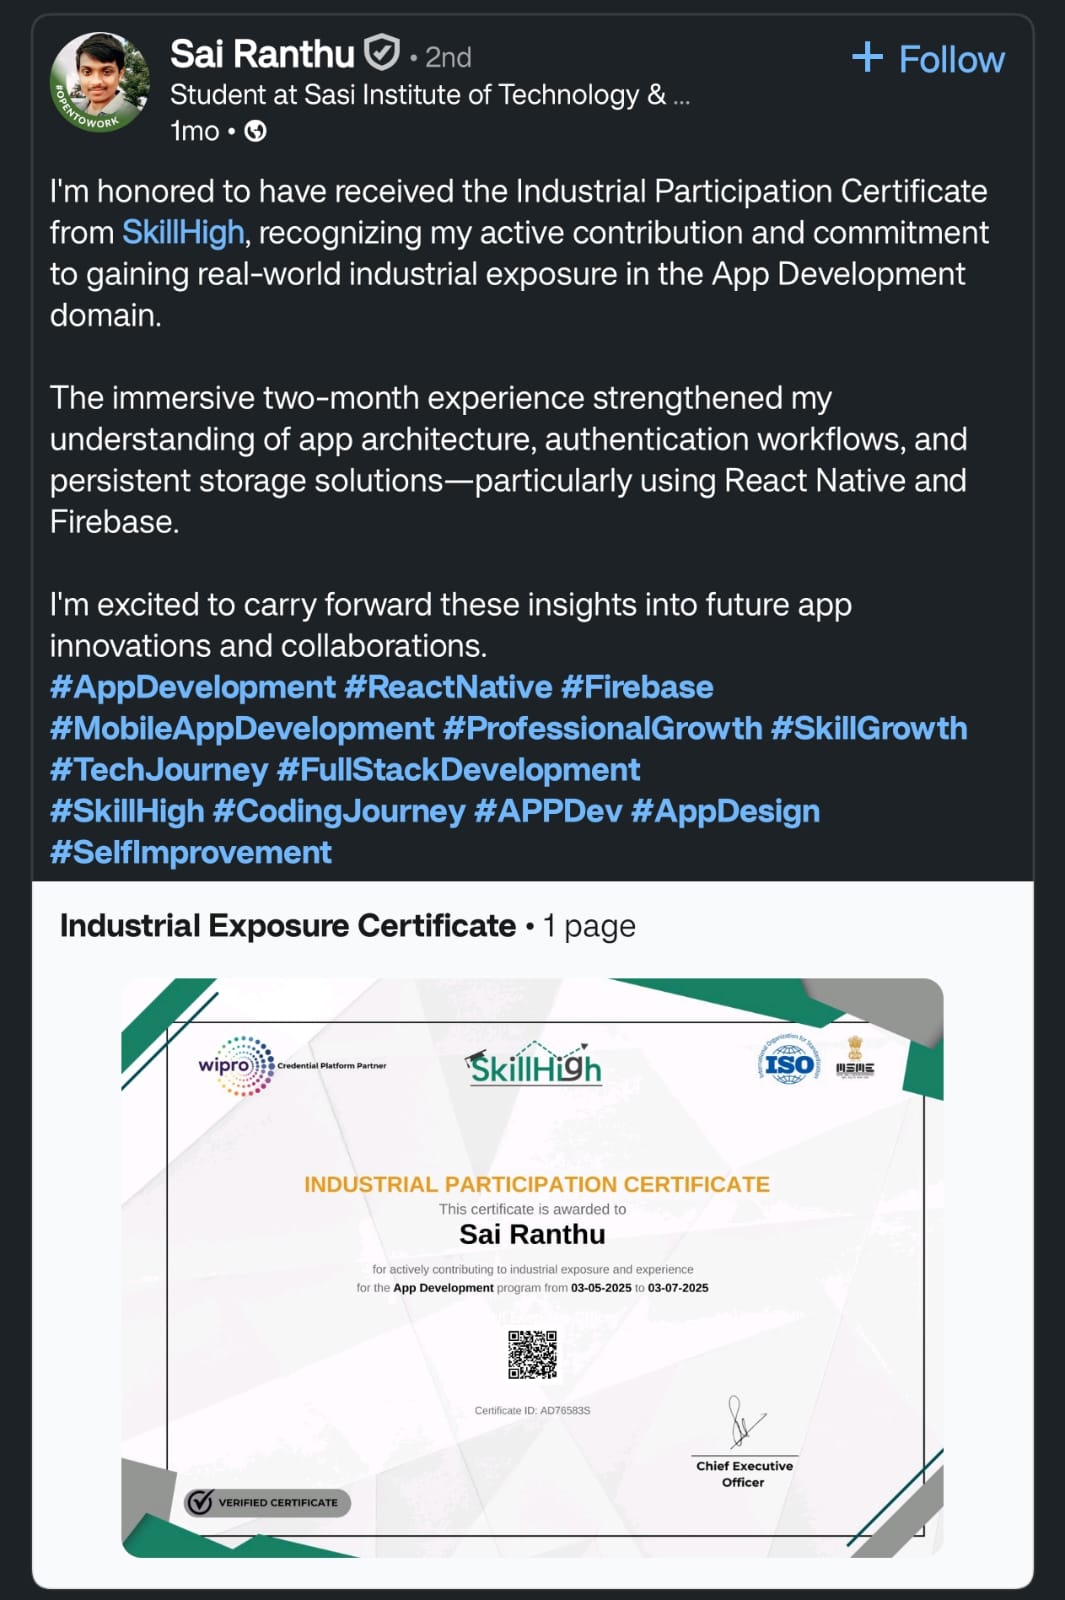 Sai Ranthu • 2nd
+ Follow
Student at Sasi Institute of Technology & ...
1mo •
#OPENTOWORK
I'm honored to have received the Industrial Participation Certificate
from SkillHigh, recognizing my active contribution and commitment
to gaining real-world industrial exposure in the App Development
domain.
The immersive two-month experience strengthened my
understanding of app architecture, authentication workflows, and
persistent storage solutions—particularly using React Native and
Firebase.
I'm excited to carry forward these insights into future app
innovations and collaborations.
#AppDevelopment #ReactNative #Firebase
#MobileAppDevelopment #ProfessionalGrowth #SkillGrowth
#TechJourney #FullStackDevelopment
#SkillHigh #CodingJourney #APPDev #AppDesign
#SelfImprovement
Industrial Exposure Certificate • 1 page
wipro Credential Platform Partner
SkillHigh
International Organization for Standardization
ISO
MSME
INDUSTRIAL PARTICIPATION CERTIFICATE
This certificate is awarded to
Sai Ranthu
for actively contributing to industrial exposure and experience
for the App Development program from 03-05-2025 to 03-07-2025
Certificate ID: AD76583S
Chief Executive
Officer
VERIFIED CERTIFICATE